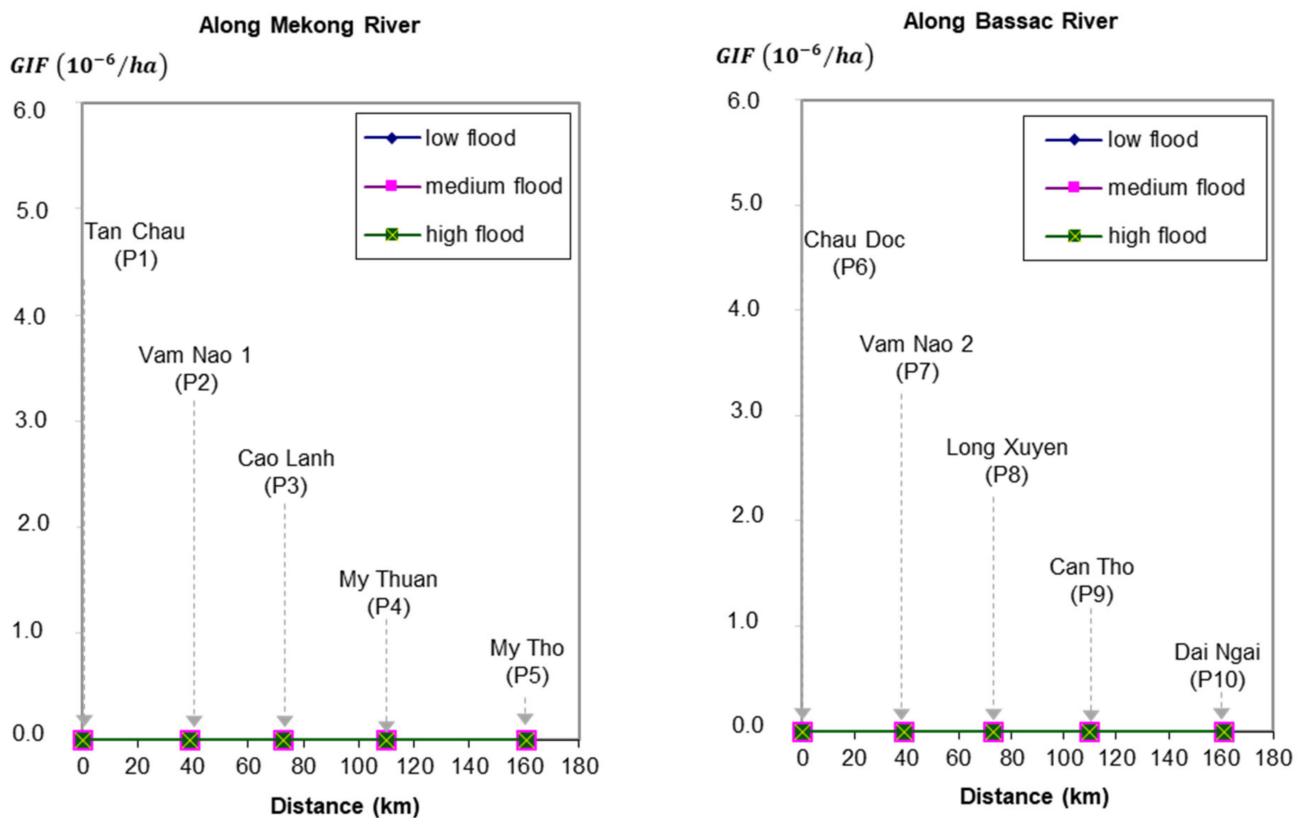 Along Mekong River
GIF (10⁻⁶/ha)
6.0
5.0
4.0
3.0
2.0
1.0
0.0
low flood
medium flood
high flood
Tan Chau
(P1)
Vam Nao 1
(P2)
Cao Lanh
(P3)
My Thuan
(P4)
My Tho
(P5)
0 20 40 60 80 100 120 140 160 180
Distance (km)
Along Bassac River
GIF (10⁻⁶/ha)
6.0
5.0
4.0
3.0
2.0
1.0
0.0
low flood
medium flood
high flood
Chau Doc
(P6)
Vam Nao 2
(P7)
Long Xuyen
(P8)
Can Tho
(P9)
Dai Ngai
(P10)
0 20 40 60 80 100 120 140 160 180
Distance (km)